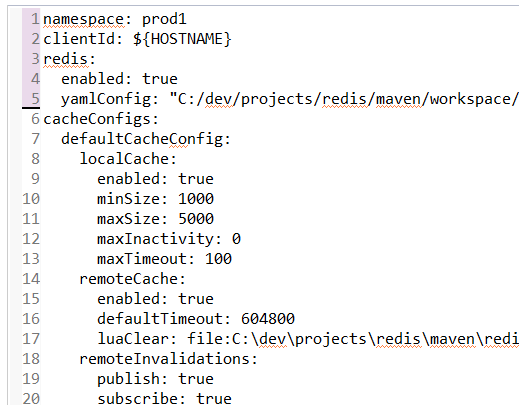 1 namespace: prod1
2 clientId: ${HOSTNAME}
3 redis:
4   enabled: true
5   yamlConfig: "C:/dev/projects/redis/maven/workspace/
6 cacheConfigs:
7   defaultCacheConfig:
8     localCache:
9       enabled: true
10       minSize: 1000
11       maxSize: 5000
12       maxInactivity: 0
13       maxTimeout: 100
14     remoteCache:
15       enabled: true
16       defaultTimeout: 604800
17       luaClear: file:C:\dev\projects\redis\maven\redi
18     remoteInvalidations:
19       publish: true
20       subscribe: true